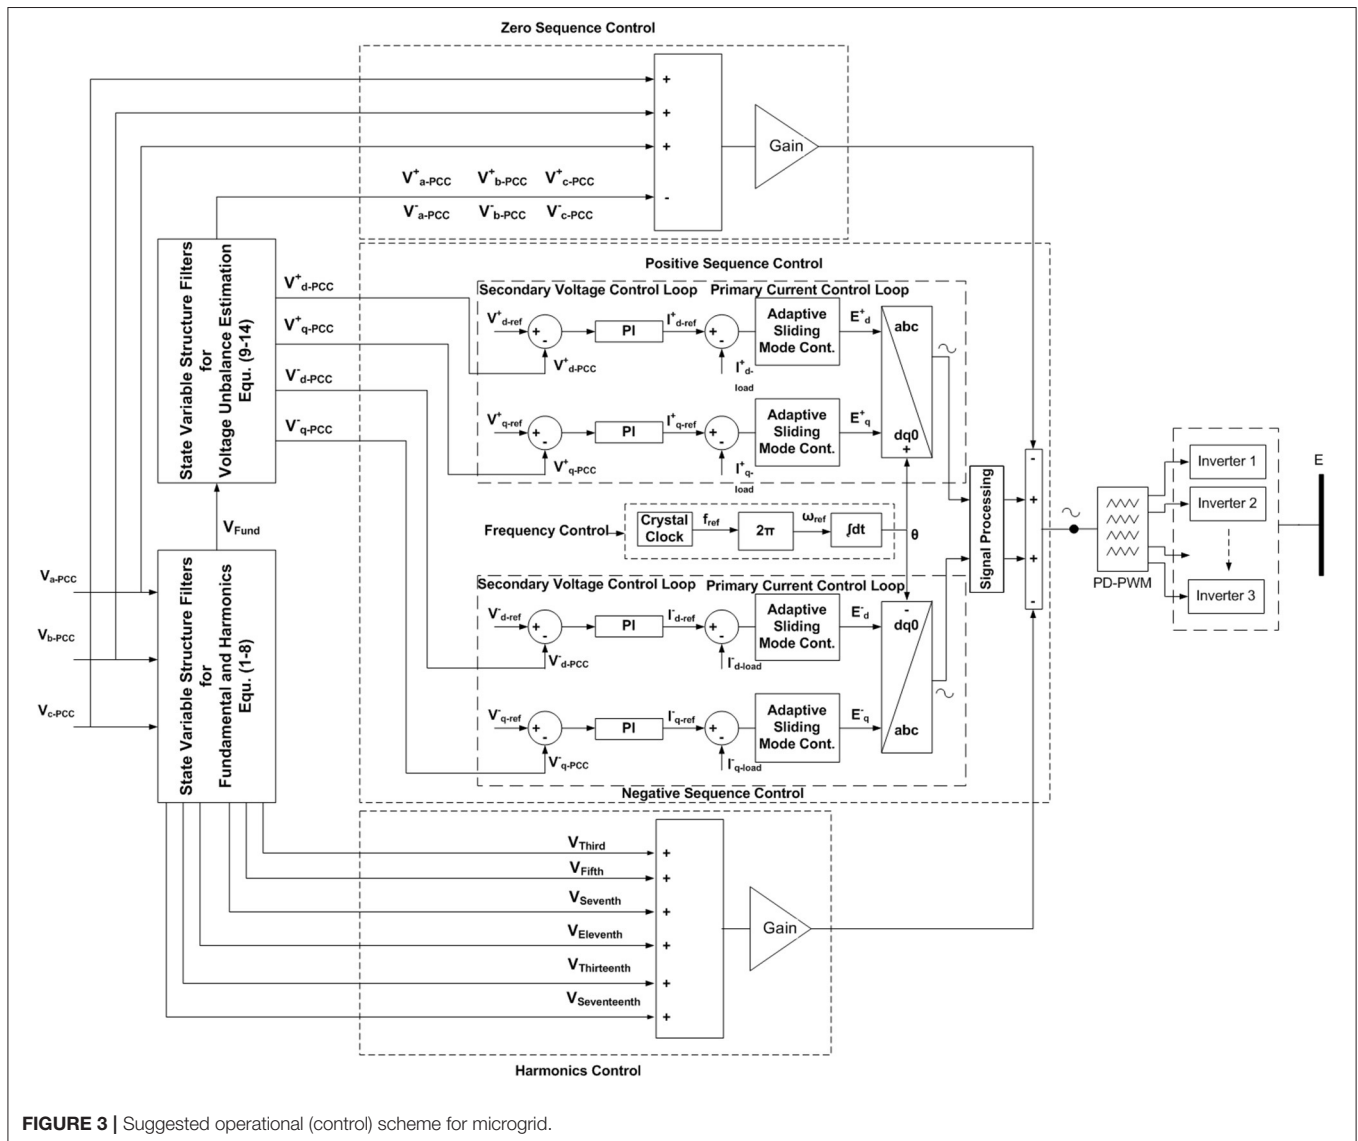 Zero Sequence Control
+
+
+
-
Gain
V+a-PCC V+b-PCC V+c-PCC
V-a-PCC V-b-PCC V-c-PCC
State Variable Structure Filters
for
Voltage Unbalance Estimation
Equ. (9-14)
V+d-PCC
V+q-PCC
V-d-PCC
V-q-PCC
VFund
Va-PCC
Vb-PCC
Vc-PCC
State Variable Structure Filters
for
Fundamental and Harmonics
Equ. (1-8)
Positive Sequence Control
Secondary Voltage Control Loop
Primary Current Control Loop
V+d-ref
+
-
V+d-PCC
PI
I+d-ref
+
-
I+d-
load
Adaptive
Sliding
Mode Cont.
E+d
V+q-ref
+
-
V+q-PCC
PI
I+q-ref
+
-
I+q-
load
Adaptive
Sliding
Mode Cont.
E+q
abc
dq0
+
Frequency Control
Crystal
Clock
fref
2π
ωref
∫dt
θ
Secondary Voltage Control Loop
Primary Current Control Loop
V-d-ref
+
-
V-d-PCC
PI
I-d-ref
+
-
I-d-load
Adaptive
Sliding
Mode Cont.
E-d
V-q-ref
+
-
V-q-PCC
PI
I-q-ref
+
-
I-q-load
Adaptive
Sliding
Mode Cont.
E-q
-
dq0
abc
Negative Sequence Control
Signal Processing
-
+
+
-
PD-PWM
Inverter 1
Inverter 2
Inverter 3
E
VThird
VFifth
VSeventh
VEleventh
VThirteenth
VSeventeenth
+
+
+
+
+
+
Gain
Harmonics Control
FIGURE 3 | Suggested operational (control) scheme for microgrid.